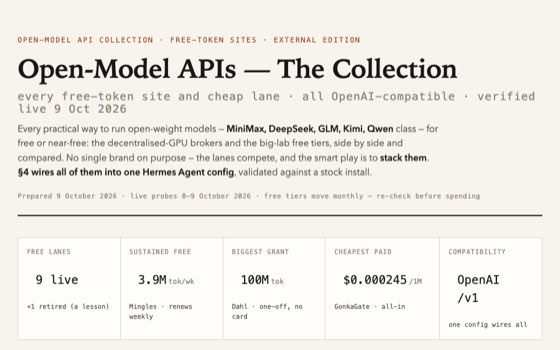 OPEN-MODEL API COLLECTION · FREE-TOKEN SITES · EXTERNAL EDITION
Open-Model APIs — The Collection
every free-token site and cheap lane · all OpenAI-compatible · verified
live 9 Oct 2026
Every practical way to run open-weight models – MiniMax, DeepSeek, GLM, Kimi, Qwen class – for
free or near-free: the decentralised-GPU brokers and the big-lab free tiers, side by side and
compared. No single brand on purpose – the lanes compete, and the smart play is to stack them.
§4 wires all of them into one Hermes Agent config, validated against a stock install.
Prepared 9 October 2026 · live probes 8–9 October 2026 · free tiers move monthly – re-check before spending
FREE LANES
9 live
+1 retired (a lesson)
SUSTAINED FREE
3.9M tok/wk
Mingles · renews
weekly
BIGGEST GRANT
100M tok
Dahl · one-off, no
card
CHEAPEST PAID
$0.000245 /1M
GonkaGate · all-in
COMPATIBILITY
OpenAI
/v1
one config wires all